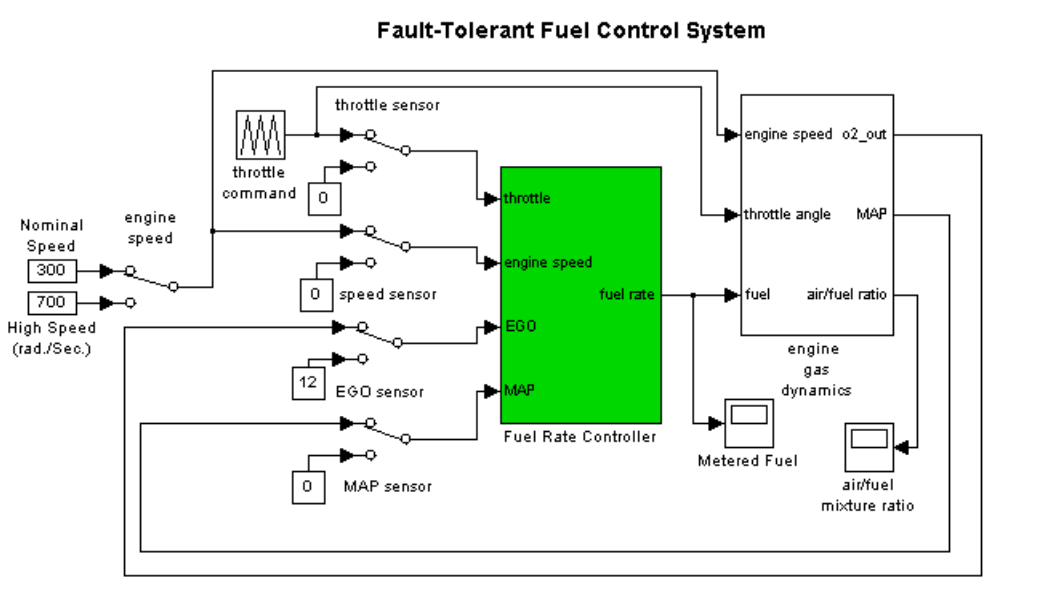 Fault-Tolerant Fuel Control System
throttle sensor
throttle
command
0
engine speed
o2_out
throttle angle
MAP
fuel
air/fuel ratio
engine
gas
dynamics
Nominal
Speed
300
700
High Speed
(rad./Sec.)
engine
speed
0
speed sensor
12
EGO sensor
0
MAP sensor
throttle
engine speed
fuel rate
EGO
MAP
Fuel Rate Controller
Metered Fuel
air/fuel
mixture ratio